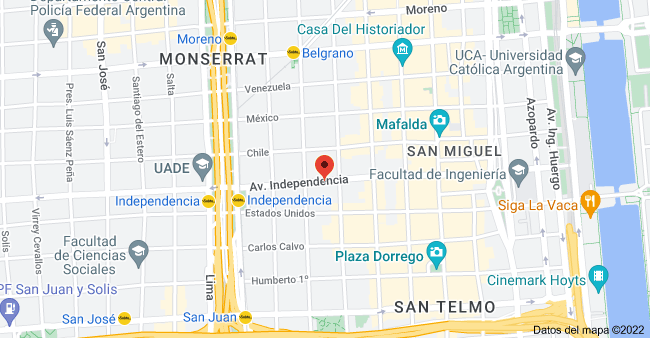 Departamento Central
Policía Federal Argentina
Moreno
Casa Del Historiador
Moreno
Belgrano
UCA- Universidad
Católica Argentina
San José
MONSERRAT
Venezuela
Pres. Luis Sáenz Peña
Santiago del Estero
México
Mafalda
Azopardo
Av. Ing. Huergo
Chile
SAN MIGUEL
UADE
Av. Independencia
Facultad de Ingeniería
Independencia
Independencia
Siga La Vaca
Estados Unidos
Virrey Cevallos
Solís
Facultad
de Ciencias
Sociales
Carlos Calvo
Plaza Dorrego
Lima
Humberto 1°
Cinemark Hoyts
PF San Juan y Solis
SAN TELMO
San José
San Juan
Datos del mapa ©2022